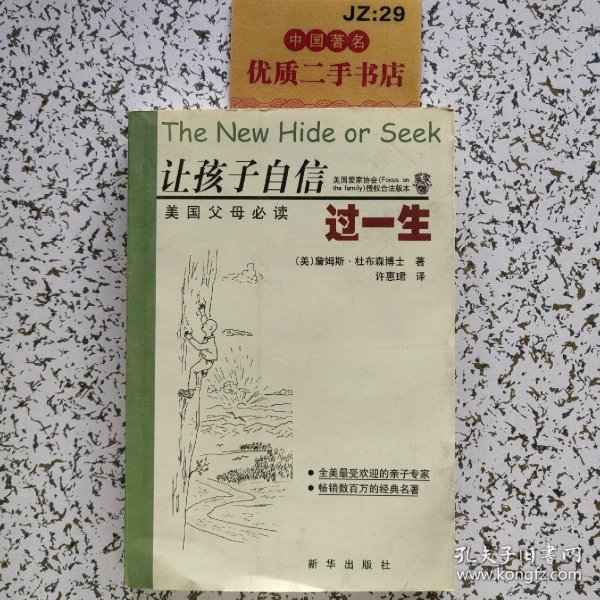 JZ:29
中国著名
优质二手书店
The New Hide or Seek
让孩子自信
美国爱家协会(Focus on
the family)授权合法版本
美国父母必读
过一生
(美)詹姆斯·杜布森博士 著
许惠珺 译
● 全美最受欢迎的亲子专家
● 畅销数百万的经典名著
新华出版社
孔夫子旧书网
www.kongfz.com